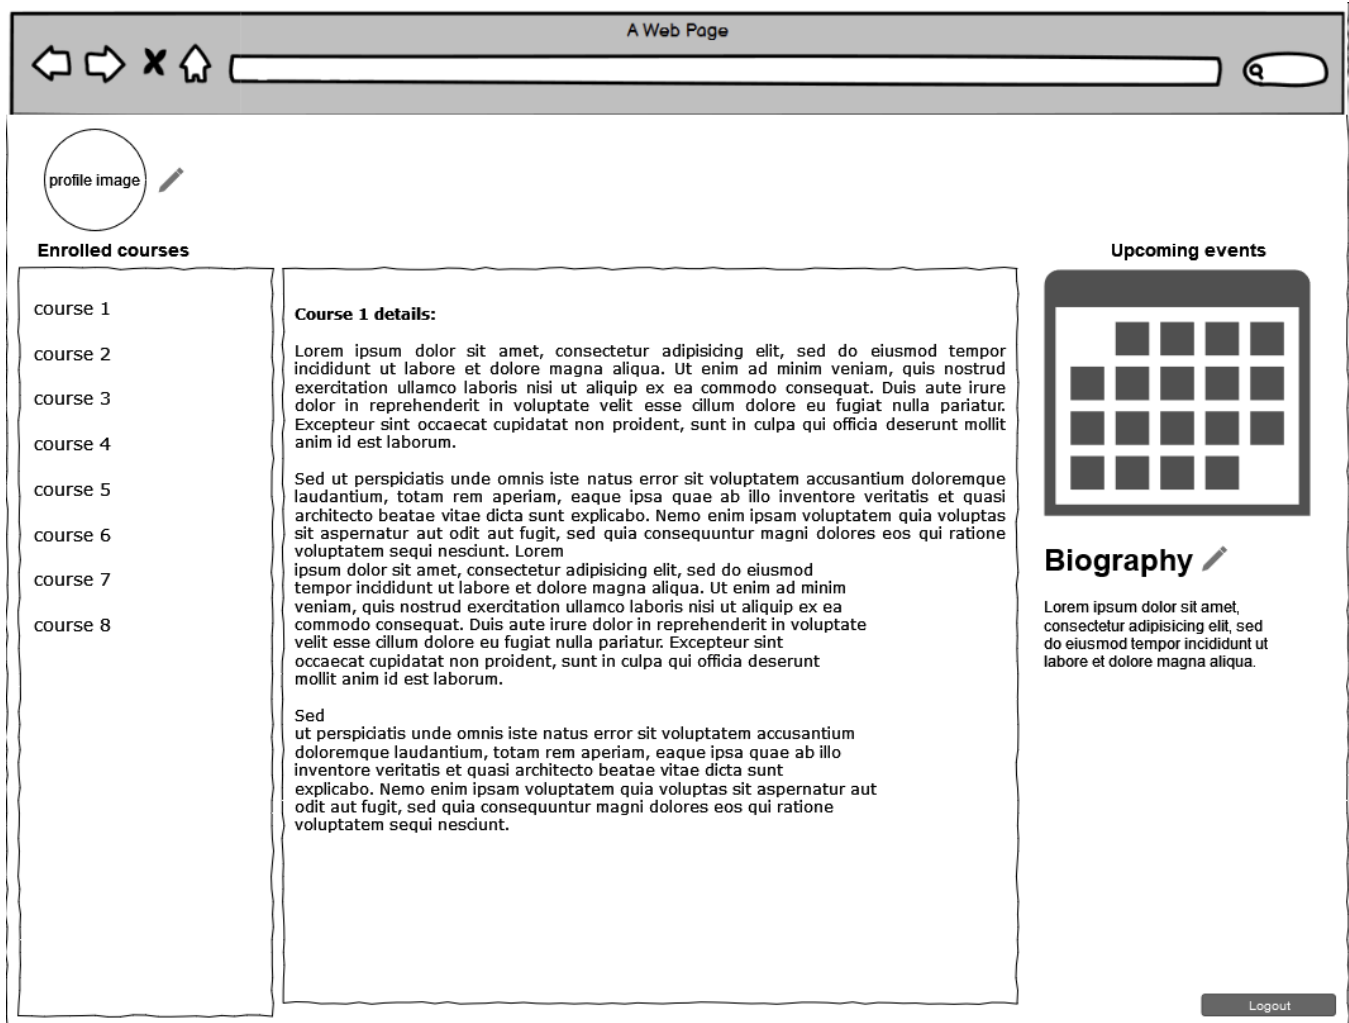 A Web Page
profile image
Enrolled courses
Upcoming events
course 1
course 2
course 3
course 4
course 5
course 6
course 7
course 8
Course 1 details:
Lorem ipsum dolor sit amet, consectetur adipisicing elit, sed do eiusmod tempor
incididunt ut labore et dolore magna aliqua. Ut enim ad minim veniam, quis nostrud
exercitation ullamco laboris nisi ut aliquip ex ea commodo consequat. Duis aute irure
dolor in reprehenderit in voluptate velit esse cillum dolore eu fugiat nulla pariatur.
Excepteur sint occaecat cupidatat non proident, sunt in culpa qui officia deserunt mollit
anim id est laborum.
Sed ut perspiciatis unde omnis iste natus error sit voluptatem accusantium doloremque
laudantium, totam rem aperiam, eaque ipsa quae ab illo inventore veritatis et quasi
architecto beatae vitae dicta sunt explicabo. Nemo enim ipsam voluptatem quia voluptas
sit aspernatur aut odit aut fugit, sed quia consequuntur magni dolores eos qui ratione
voluptatem sequi nesciunt. Lorem
ipsum dolor sit amet, consectetur adipisicing elit, sed do eiusmod
tempor incididunt ut labore et dolore magna aliqua. Ut enim ad minim
veniam, quis nostrud exercitation ullamco laboris nisi ut aliquip ex ea
commodo consequat. Duis aute irure dolor in reprehenderit in voluptate
velit esse cillum dolore eu fugiat nulla pariatur. Excepteur sint
occaecat cupidatat non proident, sunt in culpa qui officia deserunt
mollit anim id est laborum.
Sed
ut perspiciatis unde omnis iste natus error sit voluptatem accusantium
doloremque laudantium, totam rem aperiam, eaque ipsa quae ab illo
inventore veritatis et quasi architecto beatae vitae dicta sunt
explicabo. Nemo enim ipsam voluptatem quia voluptas sit aspernatur aut
odit aut fugit, sed quia consequuntur magni dolores eos qui ratione
voluptatem sequi nesciunt.
Biography
Lorem ipsum dolor sit amet,
consectetur adipisicing elit, sed
do eiusmod tempor incididunt ut
labore et dolore magna aliqua.
Logout